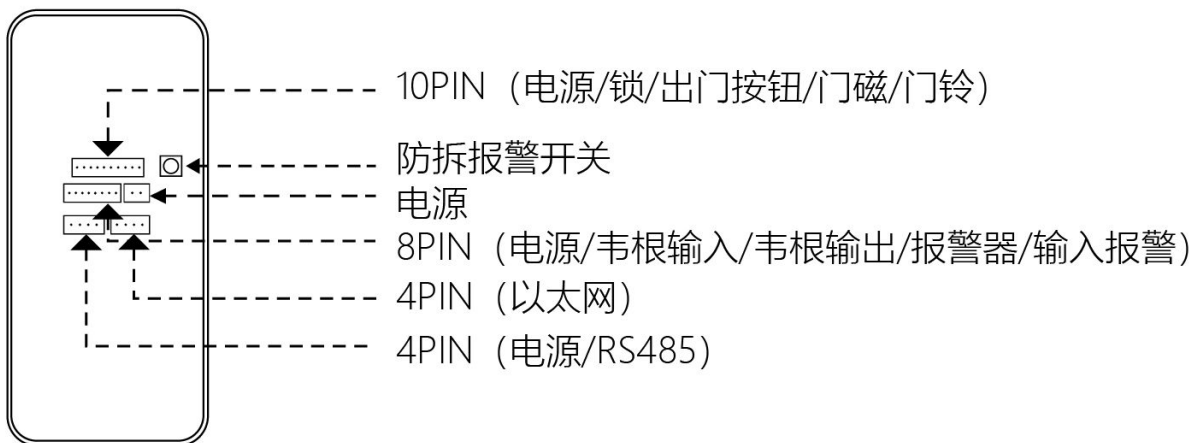 10PIN（电源/锁/出门按钮/门磁/门铃）
防拆报警开关
电源
8PIN（电源/韦根输入/韦根输出/报警器/输入报警）
4PIN（以太网）
4PIN（电源/RS485）